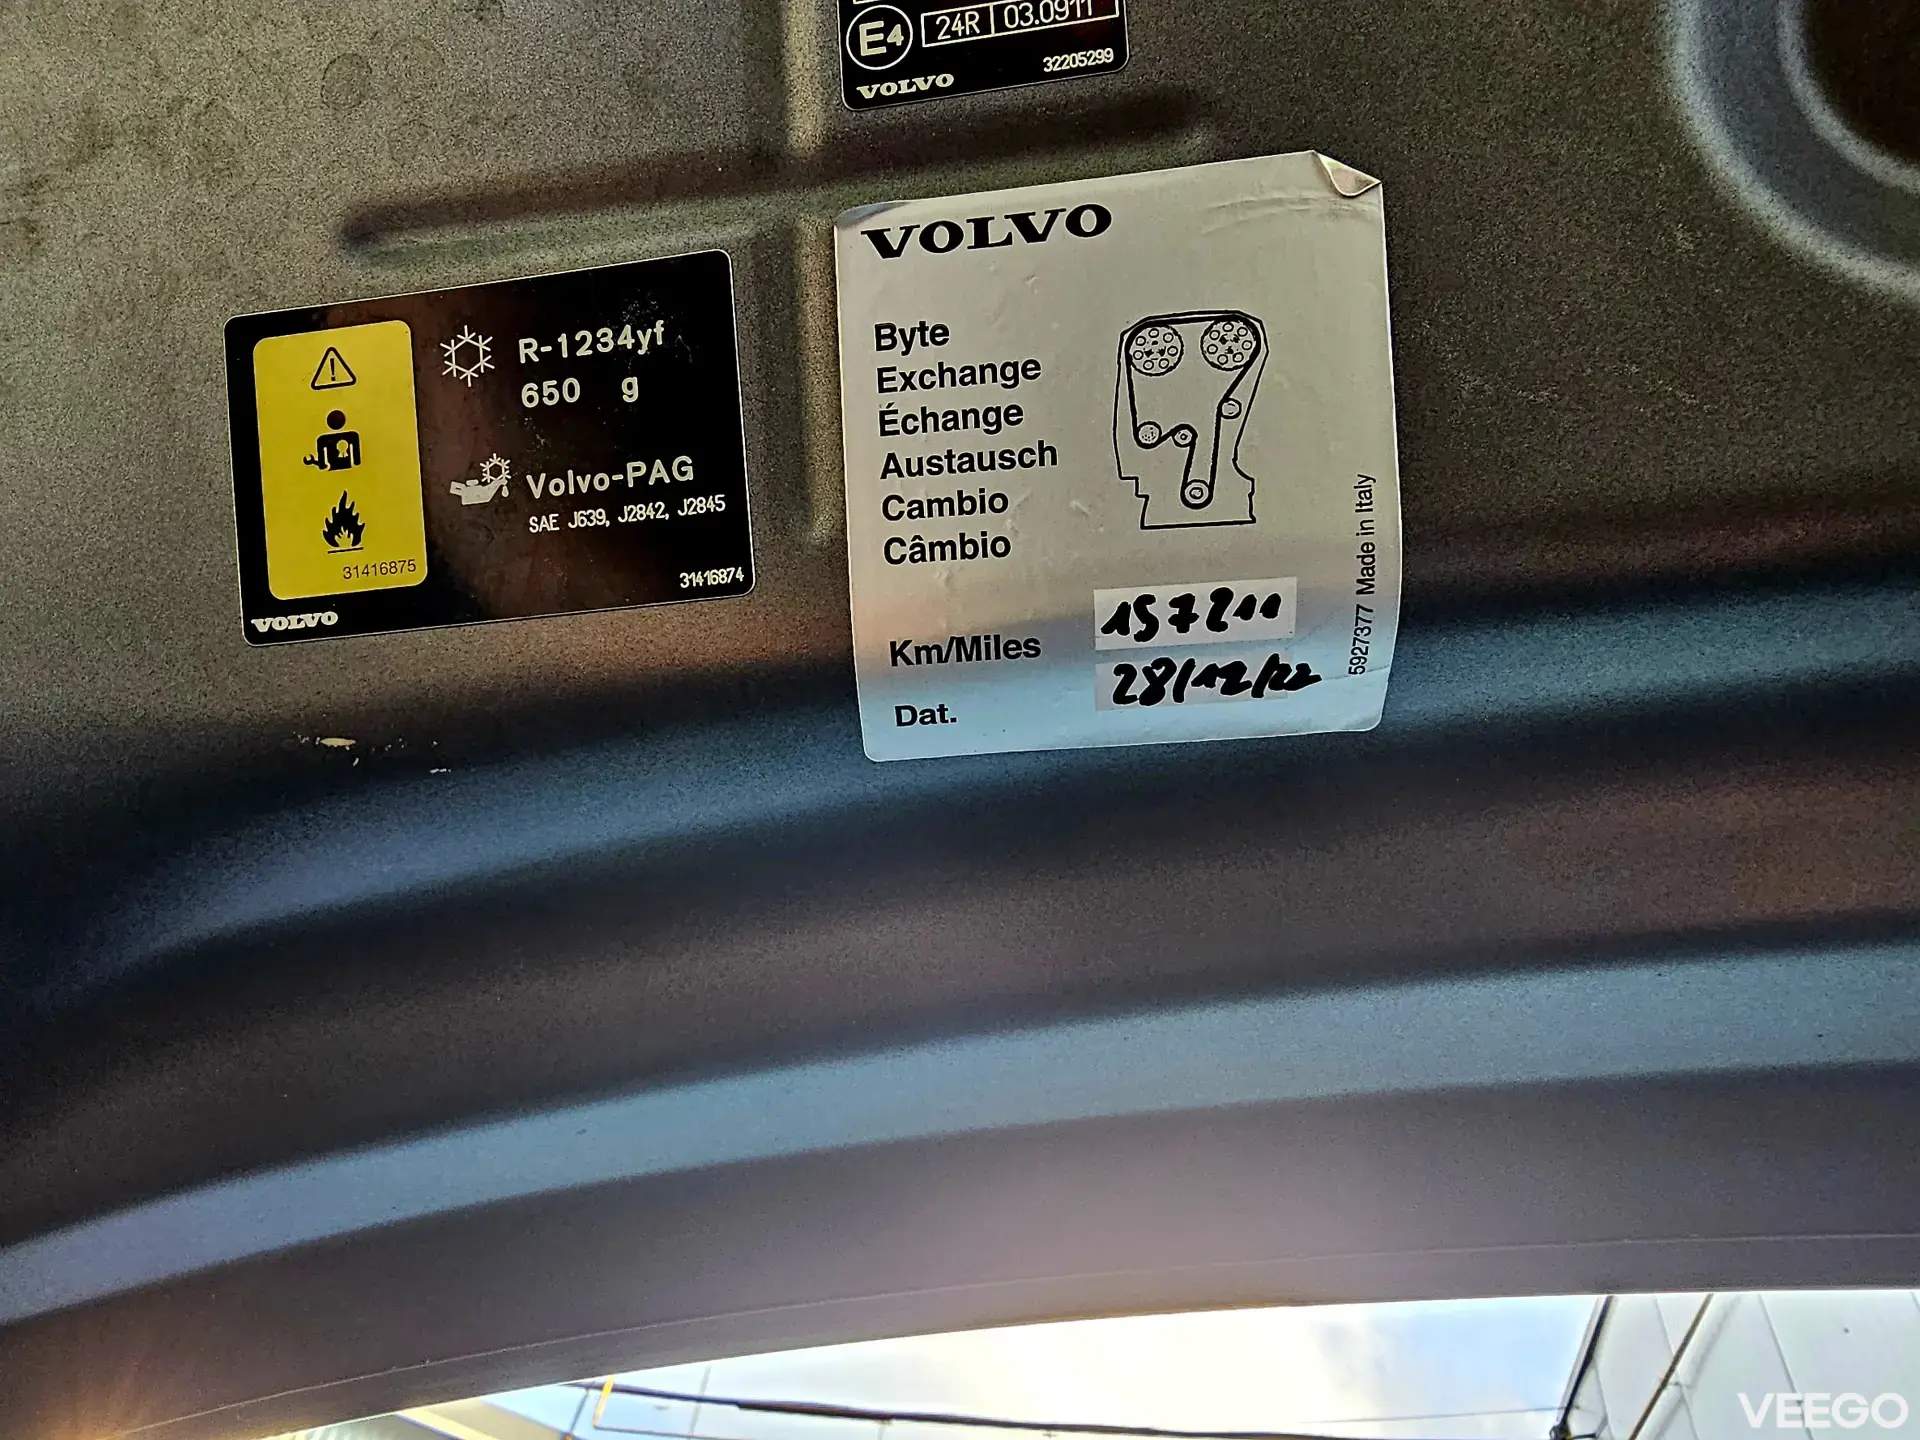 E4 24R 03.0911
VOLVO 32205299
R-1234yf
650 g
Volvo-PAG
SAE J639, J2842, J2845
31416875
31416874
VOLVO
VOLVO
Byte
Exchange
Échange
Austausch
Cambio
Câmbio
Km/Miles 157211
Dat. 28/12/22
5927377 Made in Italy
VEEGO